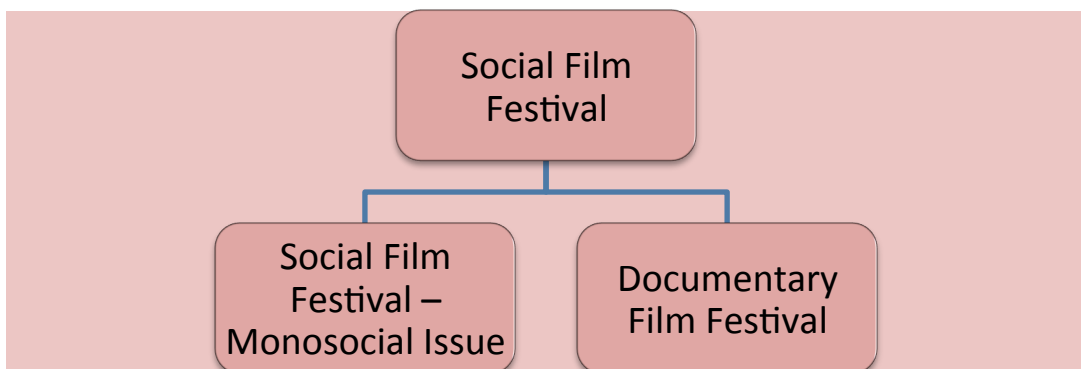 Social Film
Festival
Social Film
Festival –
Monosocial Issue
Documentary
Film Festival